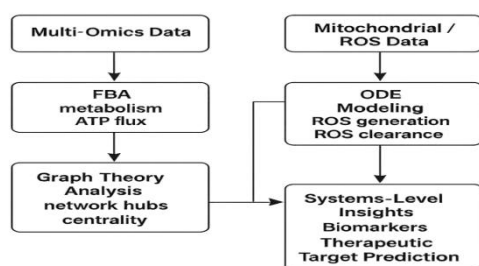 Multi-Omics Data
FBA
metabolism
ATP flux
Graph Theory
Analysis
network hubs
centrality
Mitochondrial /
ROS Data
ODE
Modeling
ROS generation
ROS clearance
Systems-Level
Insights
Biomarkers
Therapeutic
Target Prediction